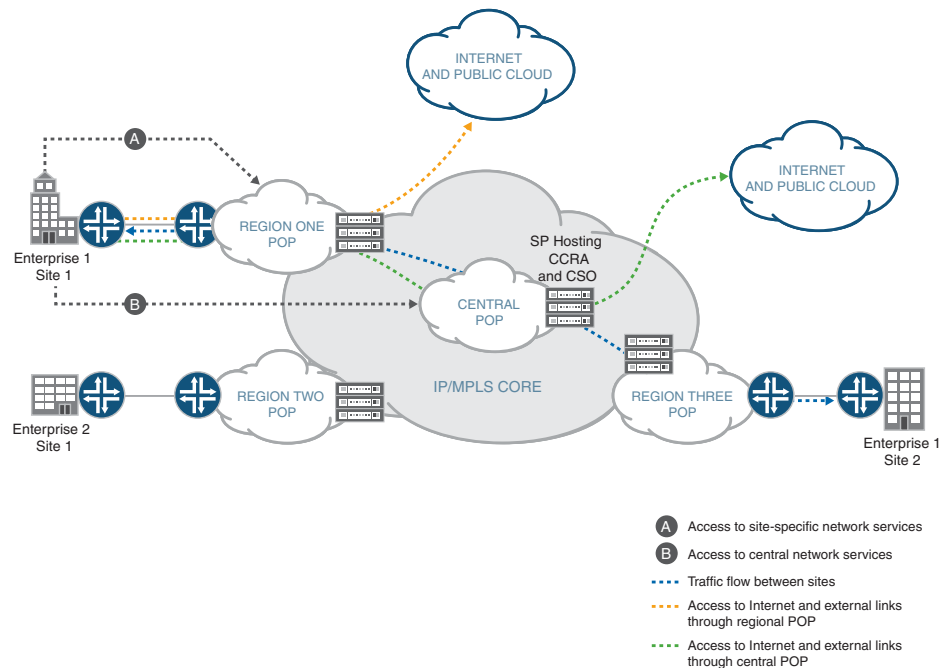 INTERNET
AND PUBLIC CLOUD
A
INTERNET
AND PUBLIC CLOUD
REGION ONE
POP
Enterprise 1
Site 1
SP Hosting
CCRA
and CSO
B
CENTRAL
POP
IP/MPLS CORE
REGION TWO
POP
Enterprise 2
Site 1
REGION THREE
POP
Enterprise 1
Site 2
A Access to site-specific network services
B Access to central network services
Traffic flow between sites
Access to Internet and external links
through regional POP
Access to Internet and external links
through central POP